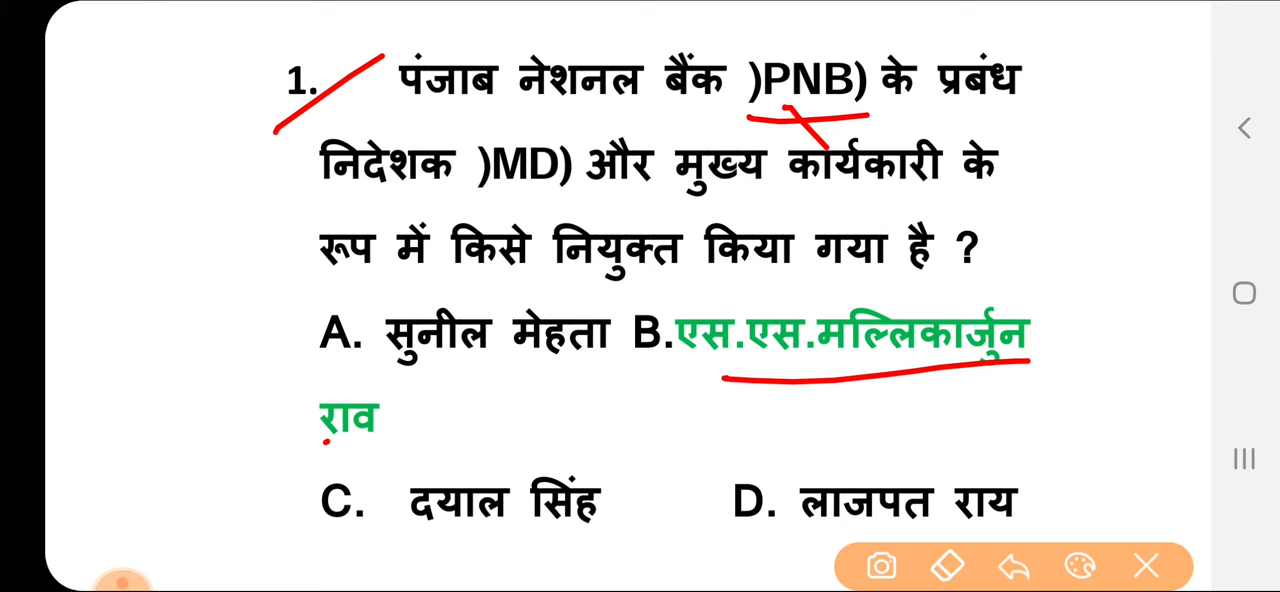 1. पंजाब नेशनल बैंक )PNB) के प्रबंध
निदेशक )MD) और मुख्य कार्यकारी के
रूप में किसे नियुक्त किया गया है ?
A. सुनील मेहता B.एस.एस.मल्लिकार्जुन
राव
C. दयाल सिंह D. लाजपत राय